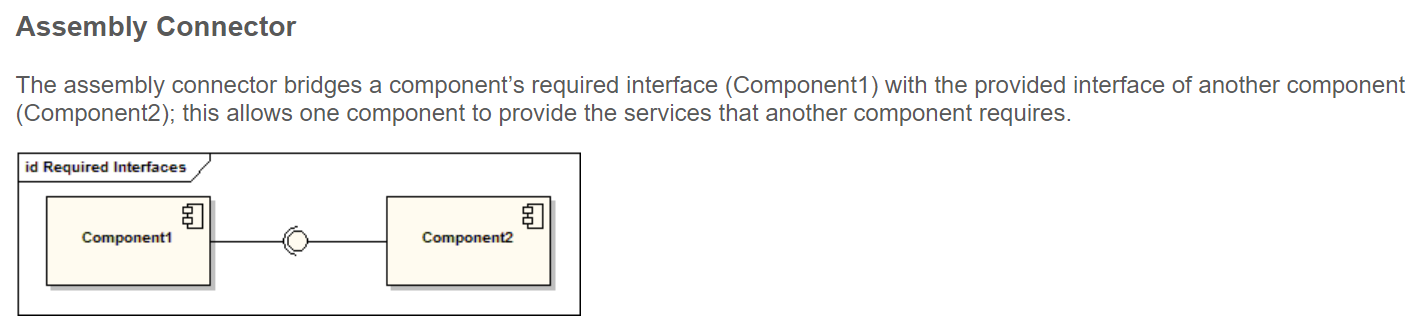 Assembly Connector
The assembly connector bridges a component’s required interface (Component1) with the provided interface of another component
(Component2); this allows one component to provide the services that another component requires.
id Required Interfaces
Component1
Component2